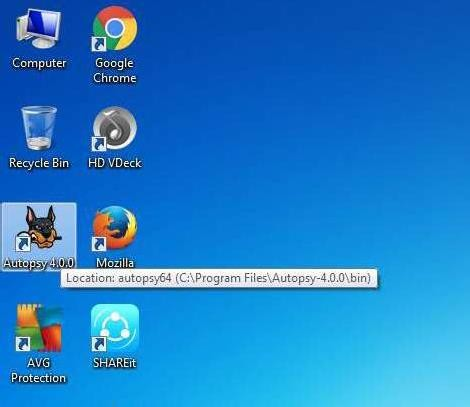 Computer
Google
Chrome
Recycle Bin
HD VDeck
Autopsy 4.0.0
Mozilla
Location: autopsy64 (C:\Program Files\Autopsy-4.0.0\bin)
AVG
Protection
SHAREit